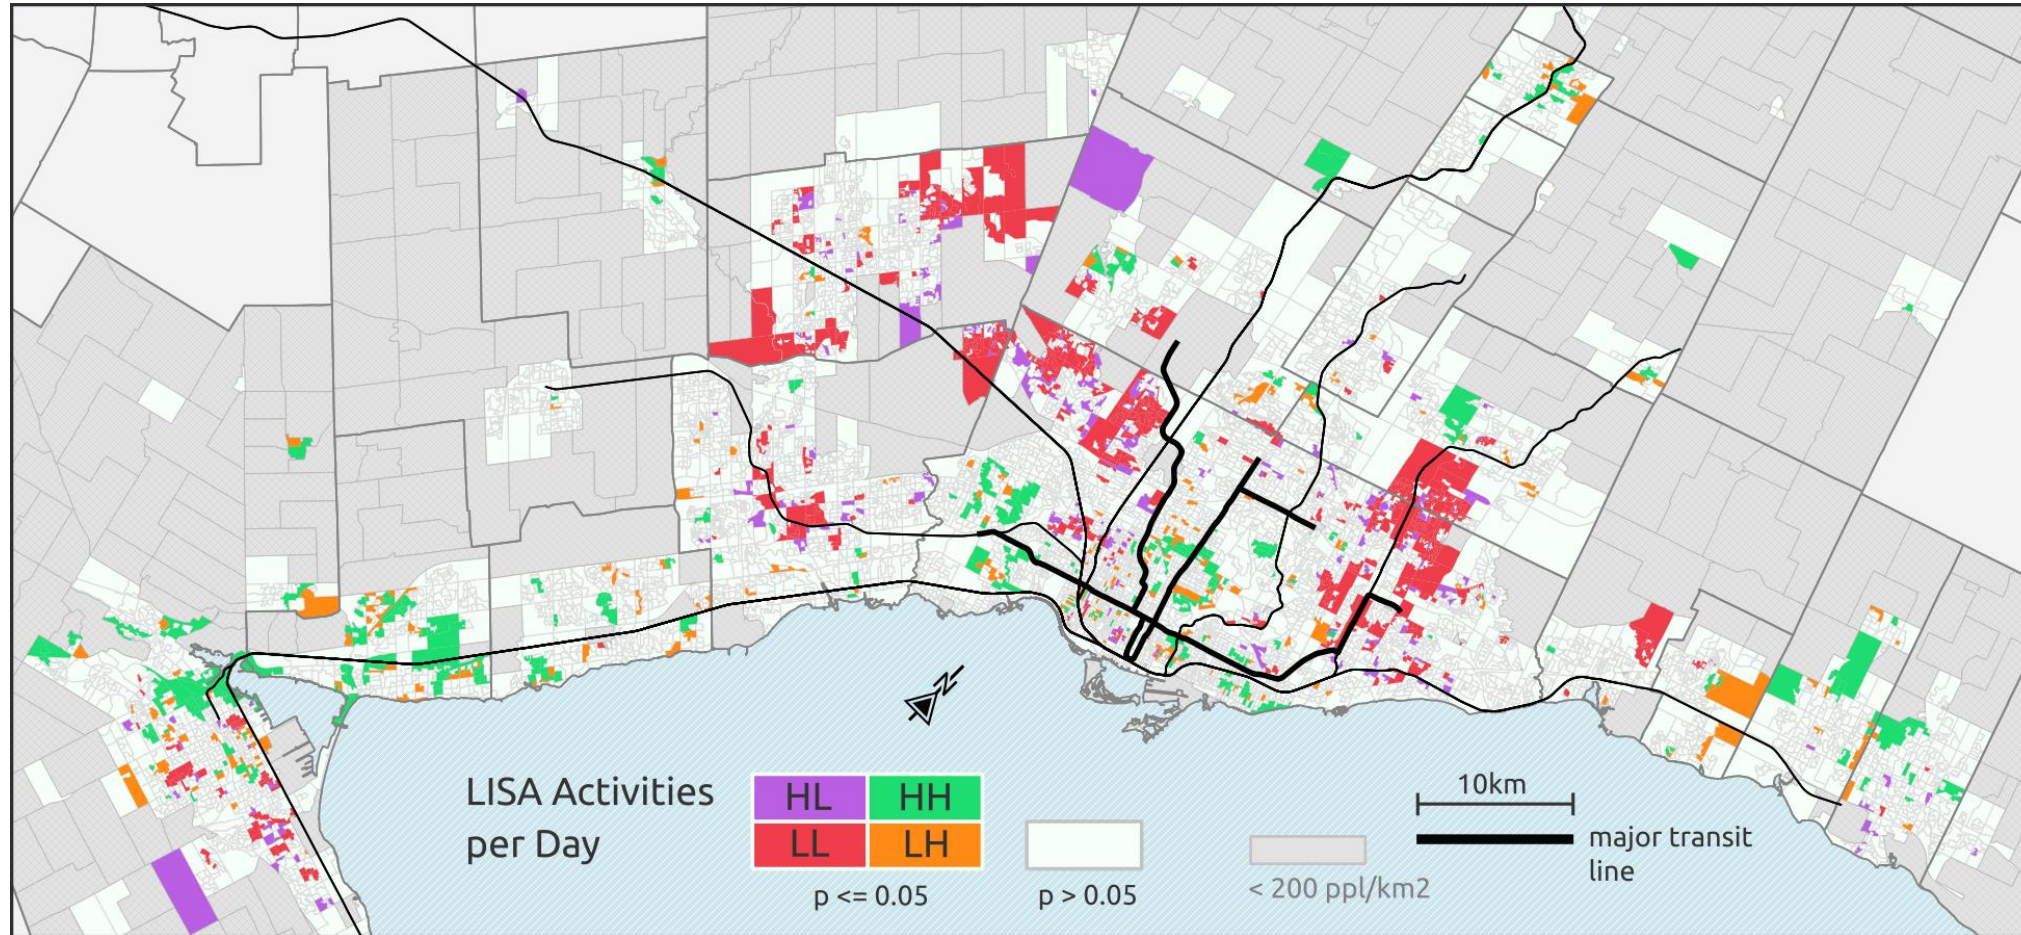 LISA Activities
per Day
HL
HH
LL
LH
p <= 0.05
p > 0.05
< 200 ppl/km2
10km
major transit
line
N